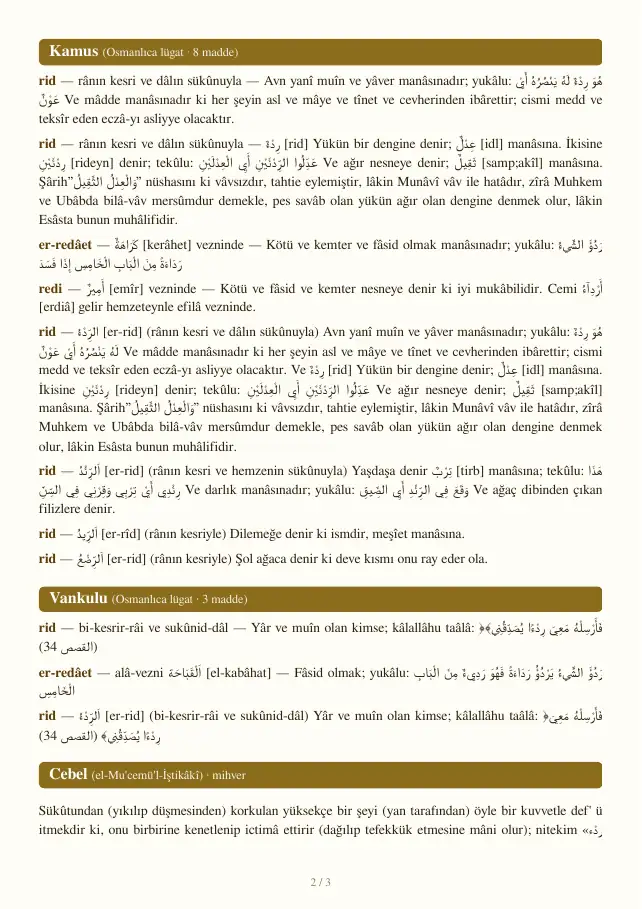 Kamus (Osmanlıca lügat · 8 madde)
rid — rânın kesri ve dâlın sükûnuyla — Avn yanî muîn ve yâver manâsınadır; yukâlu: هُوَ رِدْءٌ لَهُ يَنْصُرُهُ أَيْ
عَوْنٌ Ve mâdde manâsınadır ki her şeyin asl ve mâye ve tînet ve cevherinden ibârettir; cismi medd ve
teksîr eden eczâ-yı asliyye olacaktır.
rid — rânın kesri ve dâlın sükûnuyla — رِدْءٌ [rid] Yükün bir dengine denir; عِدْلٌ [idl] manâsına. İkisine
رِدْئَيْنِ [rideyn] denir; tekûlu: عَدِّلُوا الرِّدْئَيْنِ أَيِ الْعِدْلَيْنِ Ve ağır nesneye denir; ثَقِيلٌ [samp;akîl] manâsına.
Şârih”وَالْعِدْلُ الثَّقِيلُ” nüshasını ki vâvsızdır, tahtie eylemiştir, lâkin Munâvî vâv ile hatâdır, zîrâ Muhkem
ve Ubâbda bilâ-vâv mersûmdur demekle, pes savâb olan yükün ağır olan dengine denmek olur, lâkin
Esâsta bunun muhâlifidir.
er-redâet — كَرَاهَةٌ [kerâhet] vezninde — Kötü ve kemter ve fâsid olmak manâsınadır; yukâlu: رَدُؤَ الشَّيْءُ
رَدَاءَةً مِنَ الْبَابِ الْخَامِسِ إِذَا فَسَدَ
redi — أَمِيرٌ [emîr] vezninde — Kötü ve fâsid ve kemter nesneye denir ki iyi mukâbilidir. Cemi أَرْدِآءُ
[erdiâ] gelir hemzeteynle efilâ vezninde.
rid — اَلرِّدْءُ [er-rid] (rânın kesri ve dâlın sükûnuyla) Avn yanî muîn ve yâver manâsınadır; yukâlu: هُوَ رِدْءٌ
لَهُ يَنْصُرُهُ أَيْ عَوْنٌ Ve mâdde manâsınadır ki her şeyin asl ve mâye ve tînet ve cevherinden ibârettir; cismi
medd ve teksîr eden eczâ-yı asliyye olacaktır. Ve رِدْءٌ [rid] Yükün bir dengine denir; عِدْلٌ [idl] manâsına.
İkisine رِدْئَيْنِ [rideyn] denir; tekûlu: عَدِّلُوا الرِّدْئَيْنِ أَيِ الْعِدْلَيْنِ Ve ağır nesneye denir; ثَقِيلٌ [samp;akîl]
manâsına. Şârih”وَالْعِدْلُ الثَّقِيلُ” nüshasını ki vâvsızdır, tahtie eylemiştir, lâkin Munâvî vâv ile hatâdır, zîrâ
Muhkem ve Ubâbda bilâ-vâv mersûmdur demekle, pes savâb olan yükün ağır olan dengine denmek
olur, lâkin Esâsta bunun muhâlifidir.
rid — اَلرِّئْدُ [er-rid] (rânın kesri ve hemzenin sükûnuyla) Yaşdaşa denir تِرْبٌ [tirb] manâsına; tekûlu: هَذَا
رِئْدِي أَيْ تِرْبِي وَقِرْنِي فِي السِّنِّ Ve darlık manâsınadır; yukâlu: وَقَعَ فِي الرِّئْدِ أَيِ الضِّيقِ Ve ağaç dibinden çıkan
filizlere denir.
rid — اَلرِّيدُ [er-rîd] (rânın kesriyle) Dilemeğe denir ki ismdir, meşîet manâsına.
rid — [er-rid] (rânın kesriyle) Şol ağaca denir ki deve kısmı onu ray eder ola.
Vankulu (Osmanlıca lügat · 3 madde)
rid — bi-kesrir-râi ve sukûnid-dâl — Yâr ve muîn olan kimse; kâlallâhu taâlâ: ﴿فَأَرْسِلْهُ مَعِيَ رِدْءًا يُصَدِّقُنِي﴾
(القصص 34)
er-redâet — alâ-vezni اَلْقَبَاحَة [el-kabâhat] — Fâsid olmak; yukâlu: رَدُؤَ الشَّيْءُ يَرْدُؤُ رَدَاءَةً فَهُوَ رَدِيءٌ مِنْ الْبَابِ
الْخَامِسِ
rid — اَلرِّدْءُ [er-rid] (bi-kesrir-râi ve sukûnid-dâl) Yâr ve muîn olan kimse; kâlallâhu taâlâ: ﴿فَأَرْسِلْهُ مَعِيَ
رِدْءًا يُصَدِّقُنِي﴾ (القصص 34)
Cebel (el-Mu'cemü'l-İştikâkî) · mihver
Sükûtundan (yıkılıp düşmesinden) korkulan yüksekçe bir şeyi (yan tarafından) öyle bir kuvvetle def' ü
itmekdir ki, onu birbirine kenetlenip ictimâ ettirir (dağılıp tefekkük etmesine mâni olur); nitekim «ردء
2 / 3